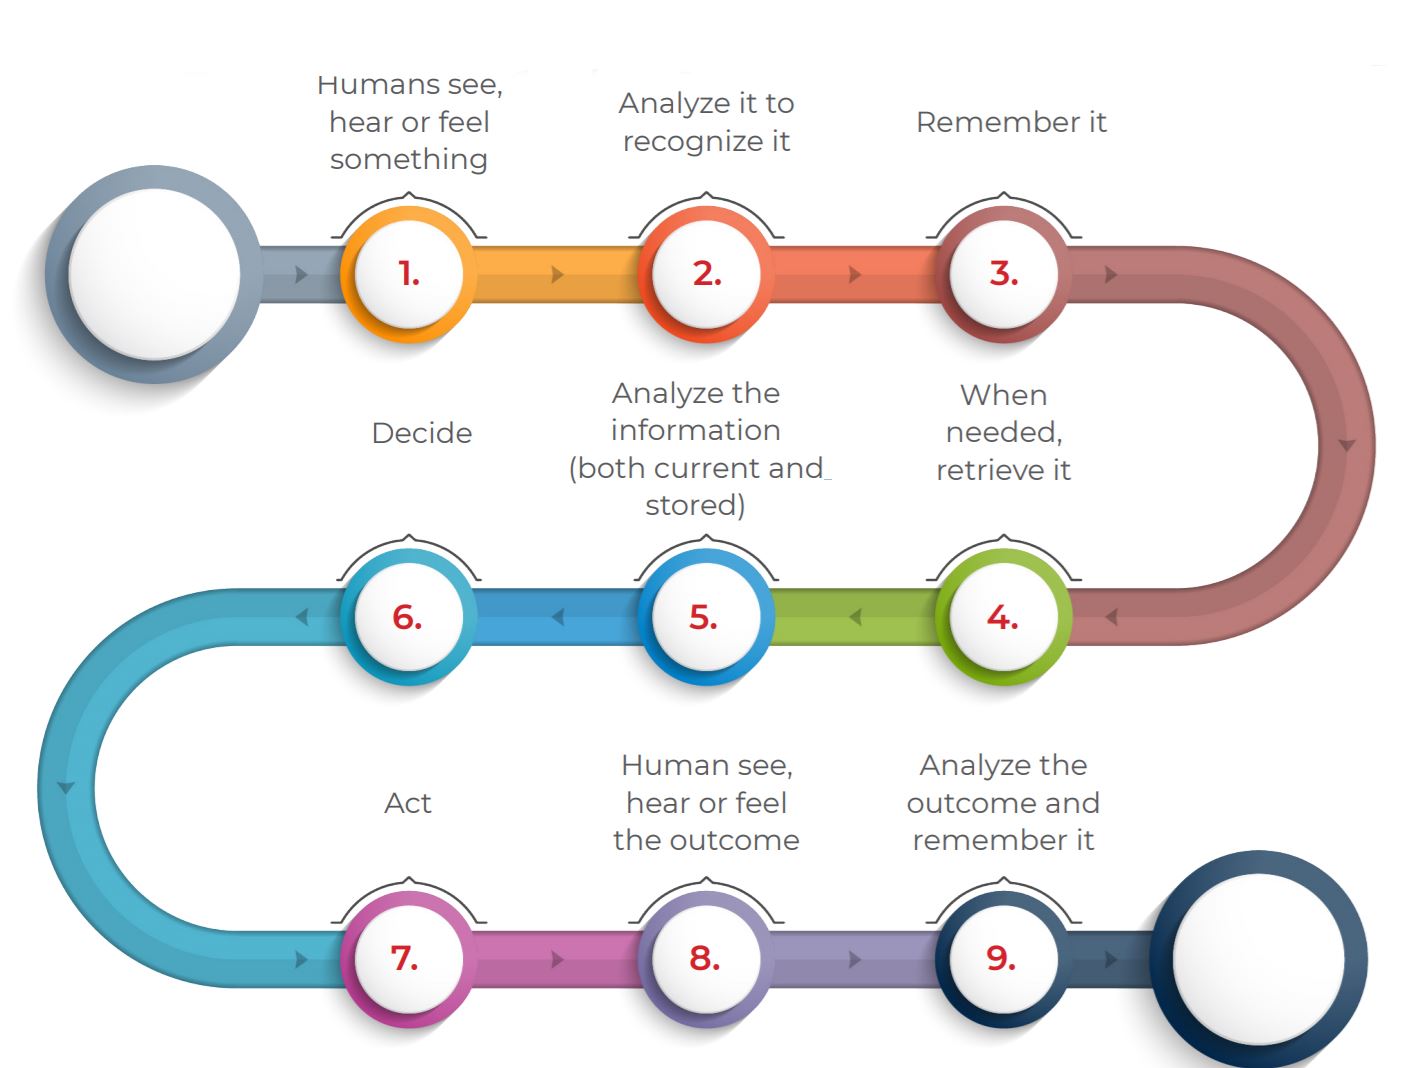 Humans see,
hear or feel
something
Analyze it to
recognize it
Remember it
1.
2.
3.
When
needed,
retrieve it
Analyze the
information
(both current and
stored)
Decide
4.
5.
6.
Act
Human see,
hear or feel
the outcome
Analyze the
outcome and
remember it
7.
8.
9.